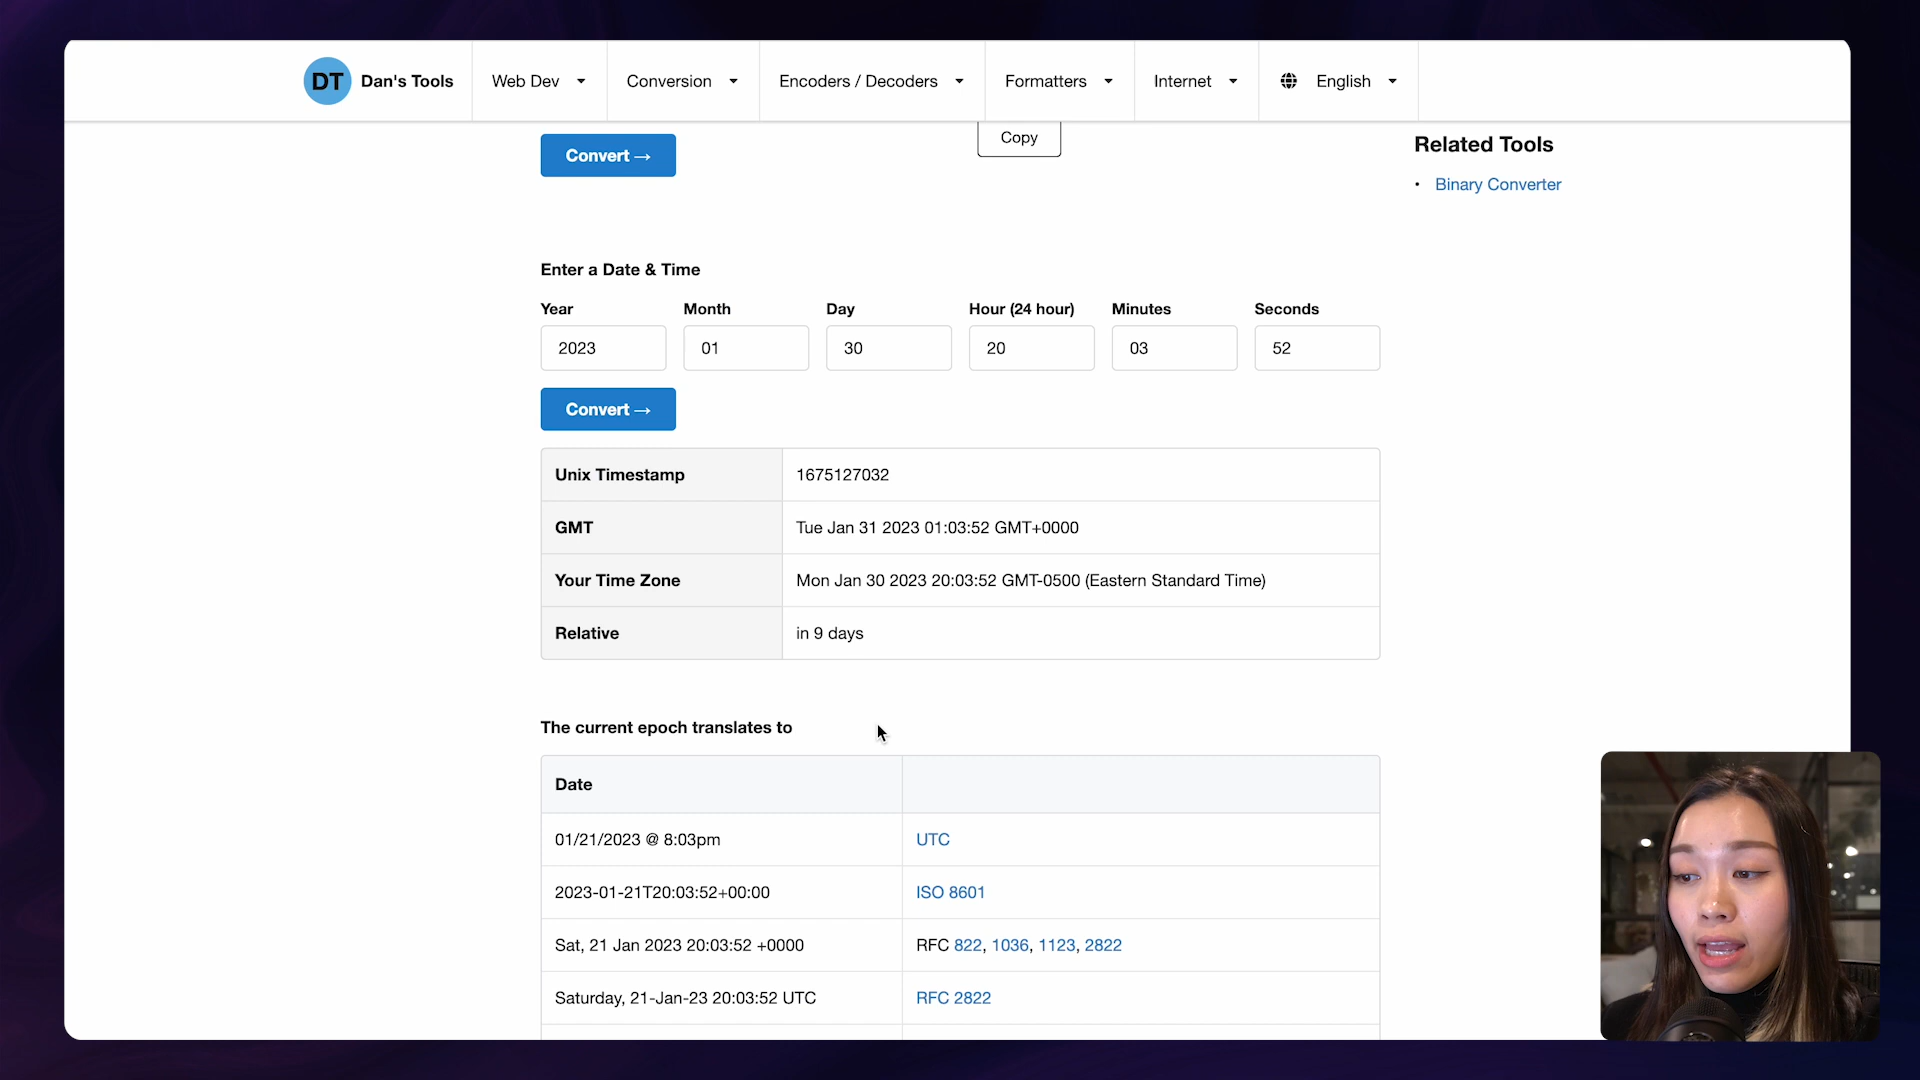 DT Dan's Tools Web Dev Conversion Encoders / Decoders Formatters Internet English
Convert →
Copy
Related Tools
• Binary Converter
Enter a Date & Time
Year Month Day Hour (24 hour) Minutes Seconds
2023 01 30 20 03 52
Convert →
Unix Timestamp 1675127032
GMT Tue Jan 31 2023 01:03:52 GMT+0000
Your Time Zone Mon Jan 30 2023 20:03:52 GMT-0500 (Eastern Standard Time)
Relative in 9 days
The current epoch translates to
Date
01/21/2023 @ 8:03pm UTC
2023-01-21T20:03:52+00:00 ISO 8601
Sat, 21 Jan 2023 20:03:52 +0000 RFC 822, 1036, 1123, 2822
Saturday, 21-Jan-23 20:03:52 UTC RFC 2822